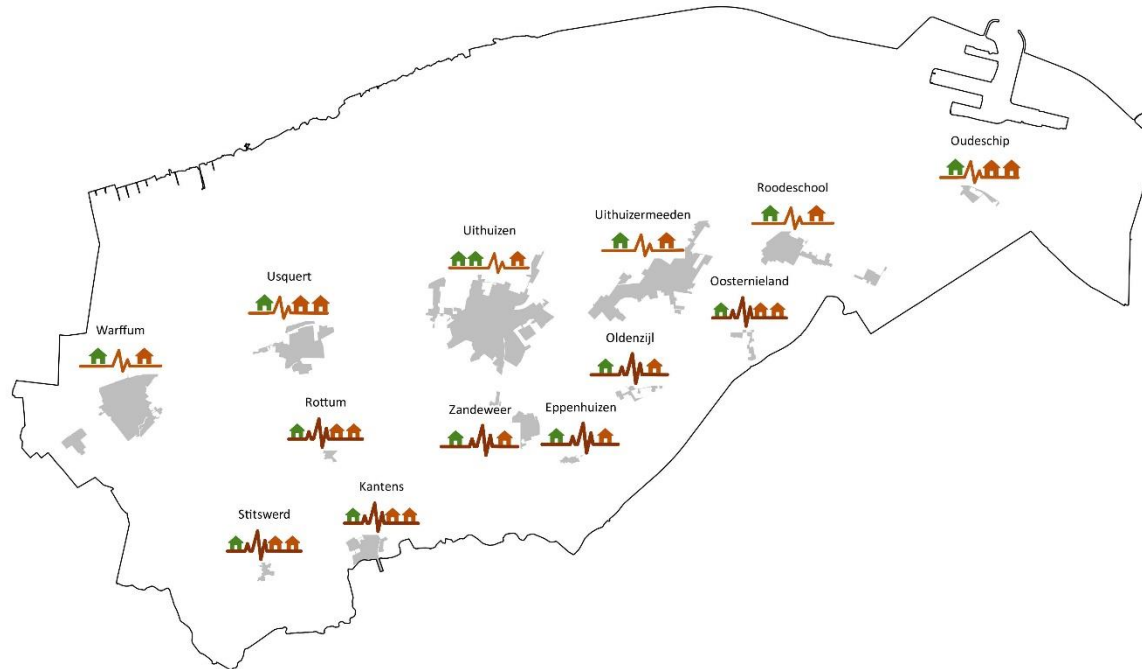 Oudeschip
Roodeschool
Uithuizermeeden
Uithuizen
Usquert
Oosternieland
Warffum
Oldenzijl
Rottum
Zandeweer
Eppenhuizen
Kantens
Stitswerd